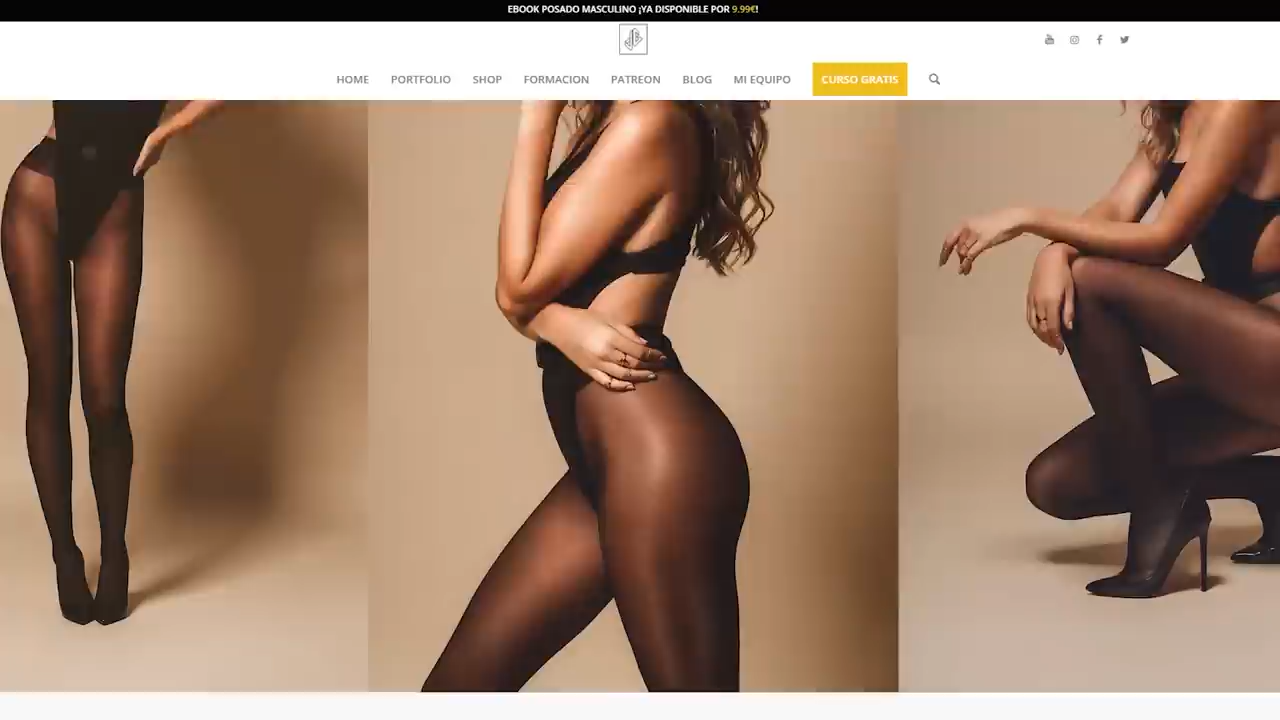 EBOOK POSADO MASCULINO ¡YA DISPONIBLE POR 9.99€!
HOME PORTFOLIO SHOP FORMACION PATREON BLOG MI EQUIPO CURSO GRATIS